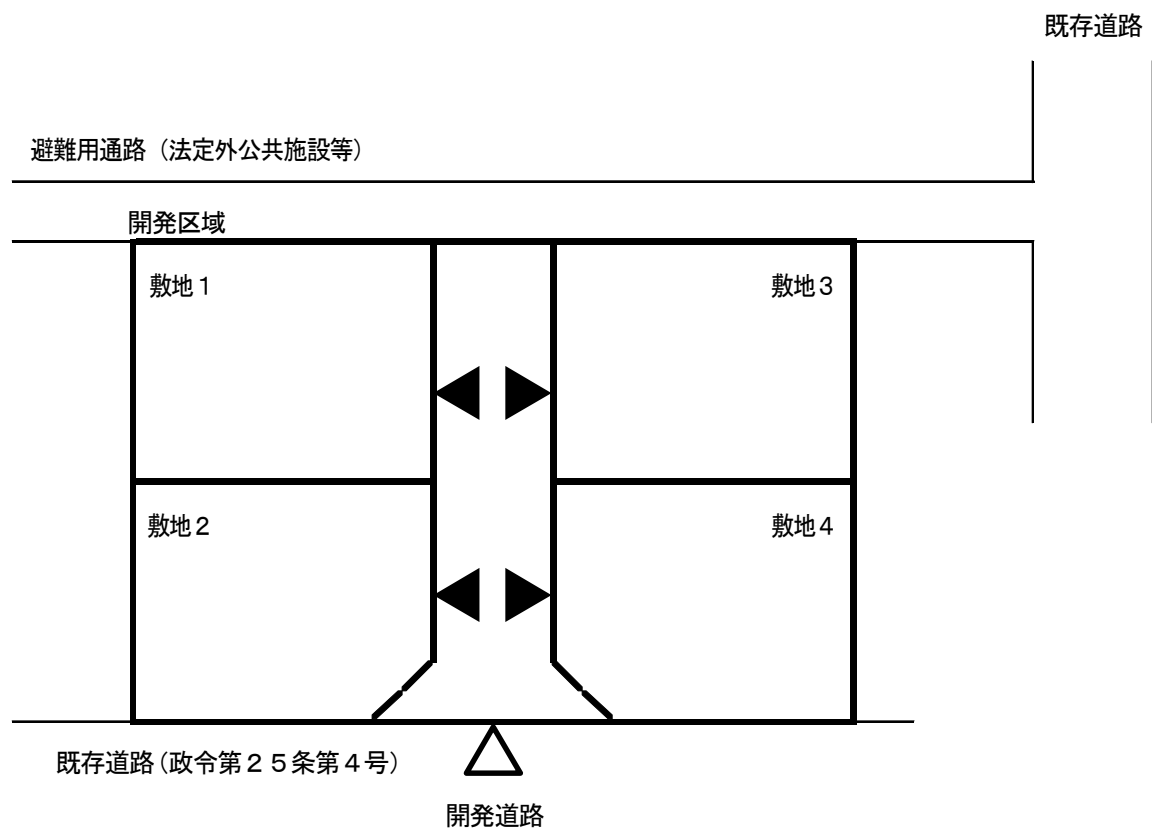 既存道路
避難用通路（法定外公共施設等）
開発区域
敷地１
敷地３
敷地２
敷地４
既存道路（政令第２５条第４号）
開発道路